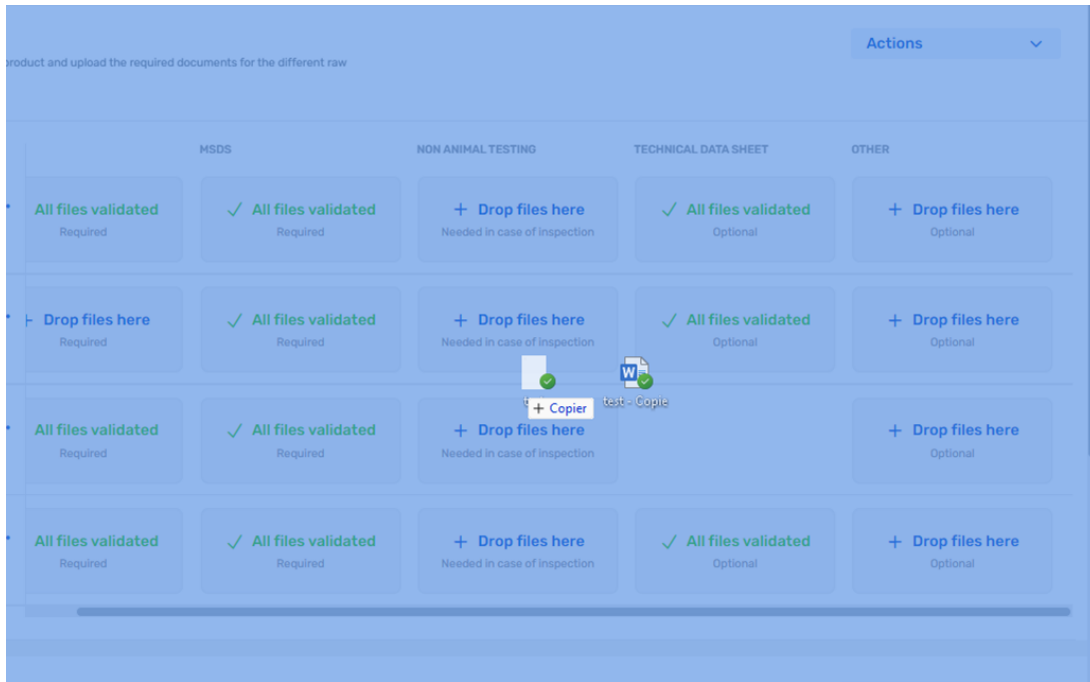 Actions
product and upload the required documents for the different raw
MSDS NON ANIMAL TESTING TECHNICAL DATA SHEET OTHER
All files validated All files validated Drop files here All files validated Drop files here
Required Required Needed in case of inspection Optional Optional
Drop files here All files validated Drop files here All files validated Drop files here
Required Required Needed in case of inspection Optional Optional
W
test - Copie
+ Copier
All files validated All files validated Drop files here Drop files here
Required Required Needed in case of inspection Optional
All files validated All files validated Drop files here All files validated Drop files here
Required Required Needed in case of inspection Optional Optional